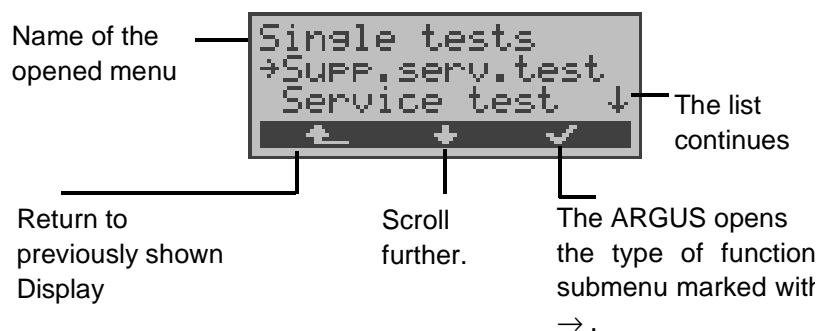 Name of the
opened menu
Single tests
→Supp.serv.test
Service test ↓
The list
continues
Return to
previously shown
Display
Scroll
further.
The ARGUS opens
the type of function
submenu marked with
→ .